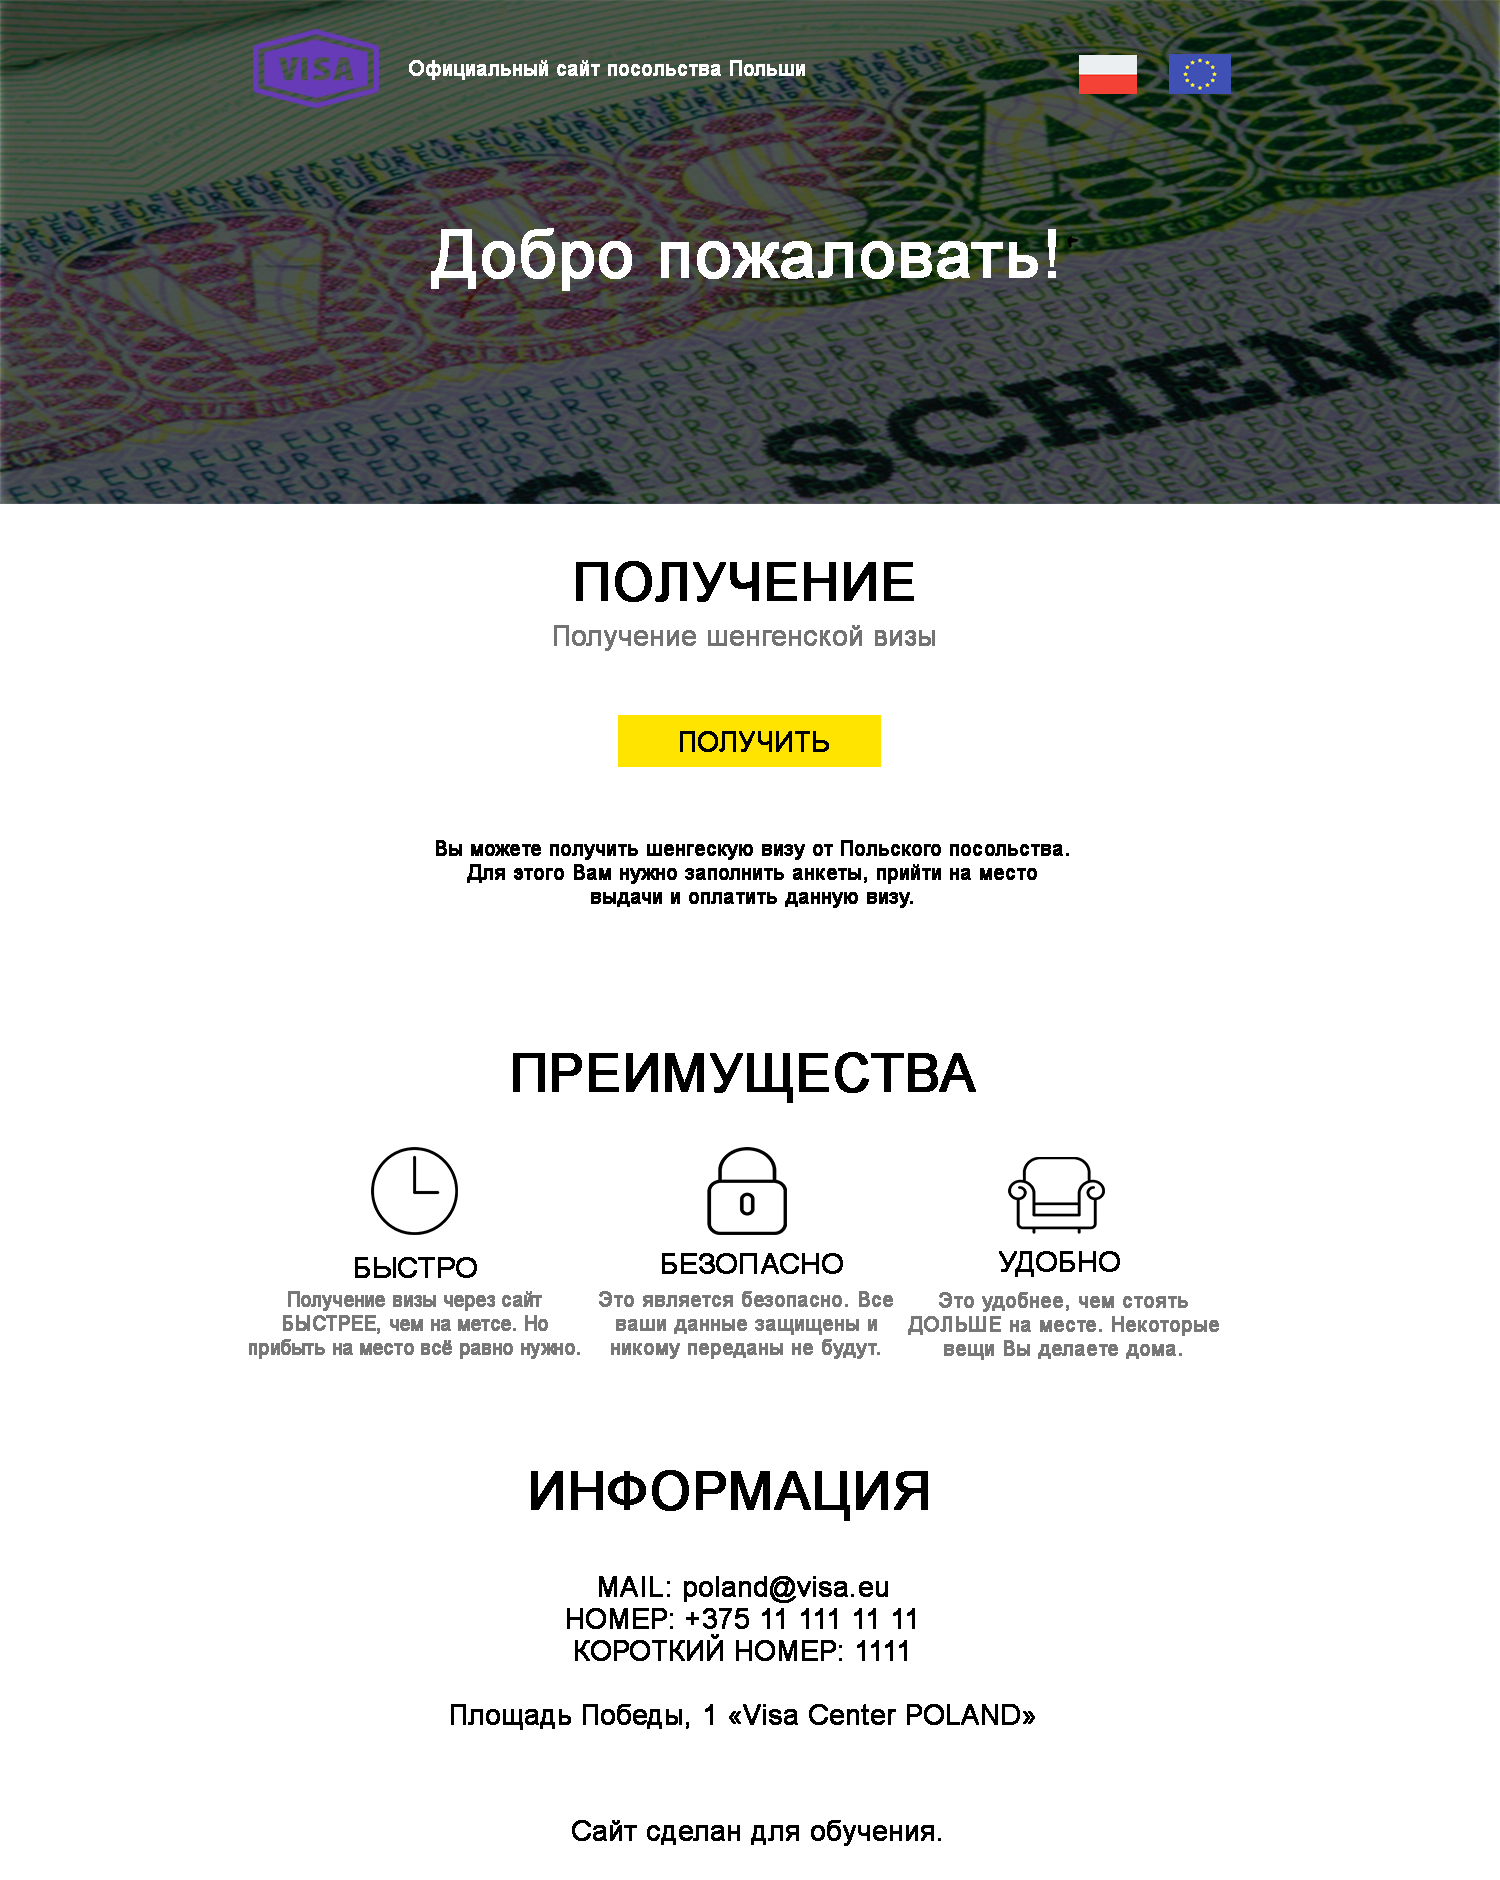 VISA
Официальный сайт посольства Польши
Добро пожаловать!
SCHENG
ПОЛУЧЕНИЕ
Получение шенгенской визы
ПОЛУЧИТЬ
Вы можете получить шенгескую визу от Польского посольства.
Для этого Вам нужно заполнить анкеты, прийти на место
выдачи и оплатить данную визу.
ПРЕИМУЩЕСТВА
БЫСТРО
Получение визы через сайт
БЫСТРЕЕ, чем на метсе. Но
прибыть на место всё равно нужно.
БЕЗОПАСНО
Это является безопасно. Все
ваши данные защищены и
никому переданы не будут.
УДОБНО
Это удобнее, чем стоять
ДОЛЬШЕ на месте. Некоторые
вещи Вы делаете дома.
ИНФОРМАЦИЯ
MAIL: poland@visa.eu
НОМЕР: +375 11 111 11 11
КОРОТКИЙ НОМЕР: 1111
Площадь Победы, 1 «Visa Center POLAND»
Сайт сделан для обучения.